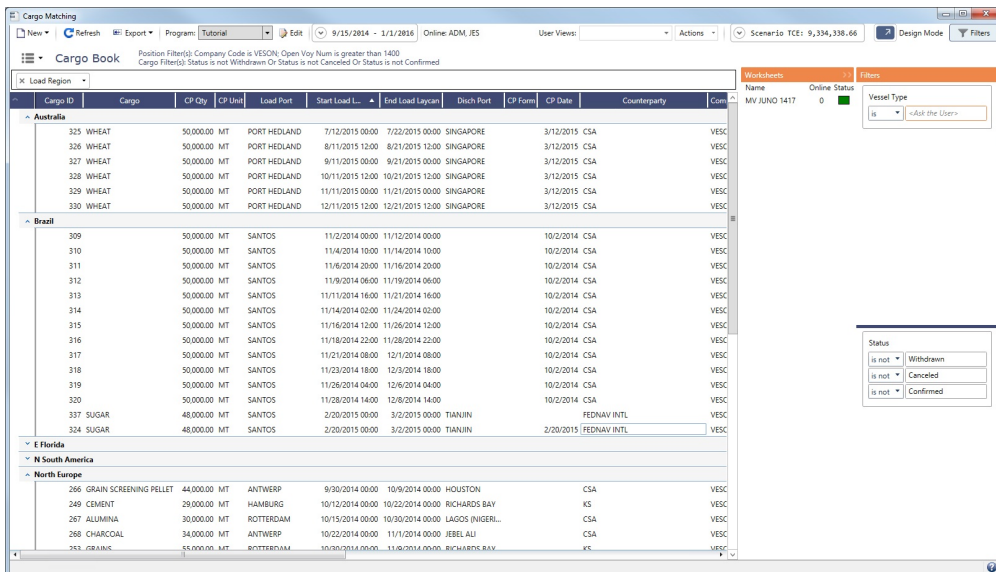 Cargo Matching
New Refresh Export Program: Tutorial Edit 9/15/2014 - 1/1/2016 Online: ADM, JES User Views: Actions Scenario TCE: 9,334,338.66 Design Mode Filters
Cargo Book
Position Filter(s): Company Code is VESON; Open Voy Num is greater than 1400
Cargo Filter(s): Status is not Withdrawn Or Status is not Canceled Or Status is not Confirmed
× Load Region
Worksheets >> Filters
Name Online Status
MV JUNO 1417 0
Vessel Type
is <Ask the User>
Cargo ID Cargo CP Qty CP Unit Load Port Start Load L... End Load Laycan Disch Port CP Form CP Date Counterparty Com
Australia
325 WHEAT 50,000.00 MT PORT HEDLAND 7/12/2015 00:00 7/22/2015 00:00 SINGAPORE 3/12/2015 CSA VESC
326 WHEAT 50,000.00 MT PORT HEDLAND 8/11/2015 12:00 8/21/2015 12:00 SINGAPORE 3/12/2015 CSA VESC
327 WHEAT 50,000.00 MT PORT HEDLAND 9/11/2015 00:00 9/21/2015 00:00 SINGAPORE 3/12/2015 CSA VESC
328 WHEAT 50,000.00 MT PORT HEDLAND 10/11/2015 12:00 10/21/2015 12:00 SINGAPORE 3/12/2015 CSA VESC
329 WHEAT 50,000.00 MT PORT HEDLAND 11/11/2015 00:00 11/21/2015 00:00 SINGAPORE 3/12/2015 CSA VESC
330 WHEAT 50,000.00 MT PORT HEDLAND 12/11/2015 12:00 12/21/2015 12:00 SINGAPORE 3/12/2015 CSA VESC
Brazil
309 50,000.00 MT SANTOS 11/2/2014 00:00 11/12/2014 00:00 10/2/2014 CSA VESC
310 50,000.00 MT SANTOS 11/4/2014 10:00 11/14/2014 10:00 10/2/2014 CSA VESC
311 50,000.00 MT SANTOS 11/6/2014 20:00 11/16/2014 20:00 10/2/2014 CSA VESC
312 50,000.00 MT SANTOS 11/9/2014 06:00 11/19/2014 06:00 10/2/2014 CSA VESC
313 50,000.00 MT SANTOS 11/11/2014 16:00 11/21/2014 16:00 10/2/2014 CSA VESC
314 50,000.00 MT SANTOS 11/14/2014 02:00 11/24/2014 02:00 10/2/2014 CSA VESC
315 50,000.00 MT SANTOS 11/16/2014 12:00 11/26/2014 12:00 10/2/2014 CSA VESC
316 50,000.00 MT SANTOS 11/18/2014 22:00 11/28/2014 22:00 10/2/2014 CSA VESC
317 50,000.00 MT SANTOS 11/21/2014 08:00 12/1/2014 08:00 10/2/2014 CSA VESC
318 50,000.00 MT SANTOS 11/23/2014 18:00 12/3/2014 18:00 10/2/2014 CSA VESC
319 50,000.00 MT SANTOS 11/26/2014 04:00 12/6/2014 04:00 10/2/2014 CSA VESC
320 50,000.00 MT SANTOS 11/28/2014 14:00 12/8/2014 14:00 10/2/2014 CSA VESC
337 SUGAR 48,000.00 MT SANTOS 2/20/2015 00:00 3/2/2015 00:00 TIANJIN FEDNAV INTL VESC
324 SUGAR 48,000.00 MT SANTOS 2/20/2015 00:00 3/2/2015 00:00 TIANJIN 2/20/2015 FEDNAV INTL VESC
Status
is not Withdrawn
is not Canceled
is not Confirmed
E Florida
N South America
North Europe
266 GRAIN SCREENING PELLET 44,000.00 MT ANTWERP 9/30/2014 00:00 10/9/2014 00:00 HOUSTON CSA VESC
249 CEMENT 29,000.00 MT HAMBURG 10/12/2014 00:00 10/22/2014 00:00 RICHARDS BAY KS VESC
267 ALUMINA 30,000.00 MT ROTTERDAM 10/15/2014 00:00 10/30/2014 00:00 LAGOS (NIGERI... CSA VESC
268 CHARCOAL 34,000.00 MT ANTWERP 10/22/2014 00:00 11/1/2014 00:00 JEBEL ALI CSA VESC
253 GRAINS 55,000.00 MT ROTTERDAM 10/30/2014 00:00 11/9/2014 00:00 RICHARDS BAY KS VESC